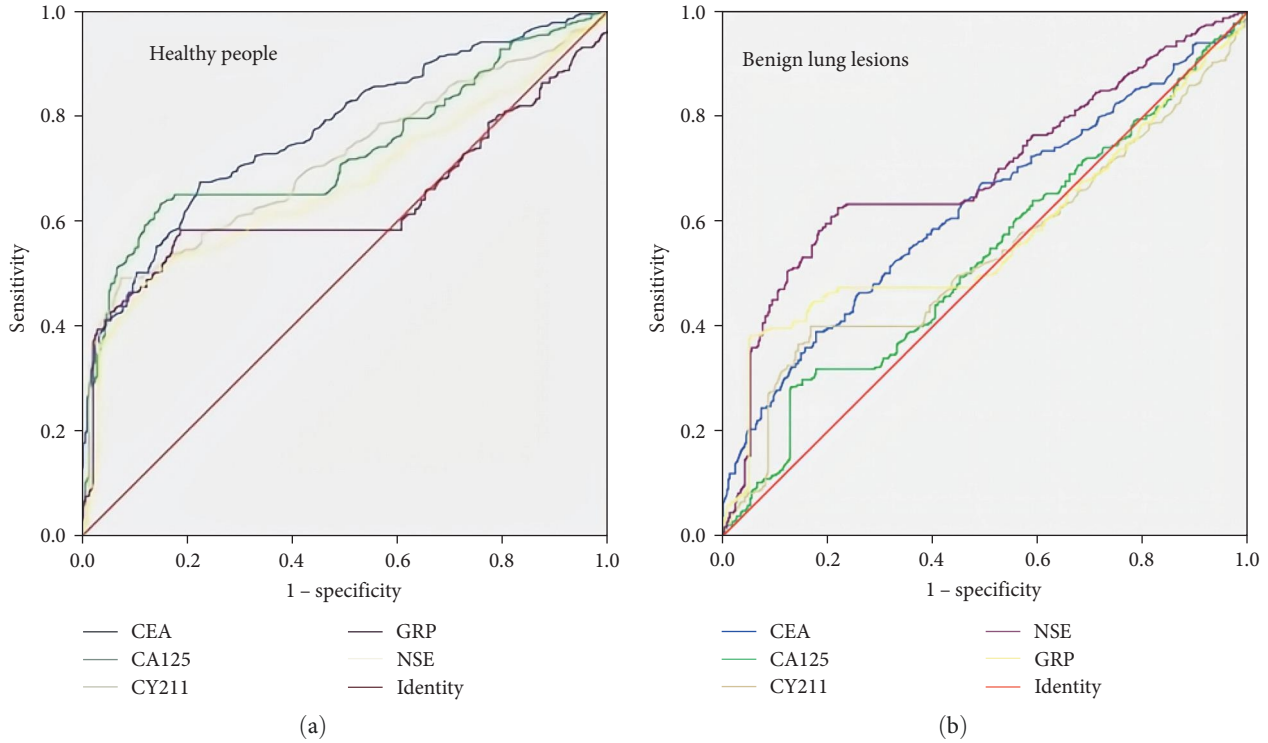 Healthy people
Sensitivity
1.0
0.8
0.6
0.4
0.2
0.0
0.0 0.2 0.4 0.6 0.8 1.0
1 – specificity
CEA GRP
CA125 NSE
CY211 Identity
(a)
Benign lung lesions
Sensitivity
1.0
0.8
0.6
0.4
0.2
0.0
0.0 0.2 0.4 0.6 0.8 1.0
1 – specificity
CEA NSE
CA125 GRP
CY211 Identity
(b)